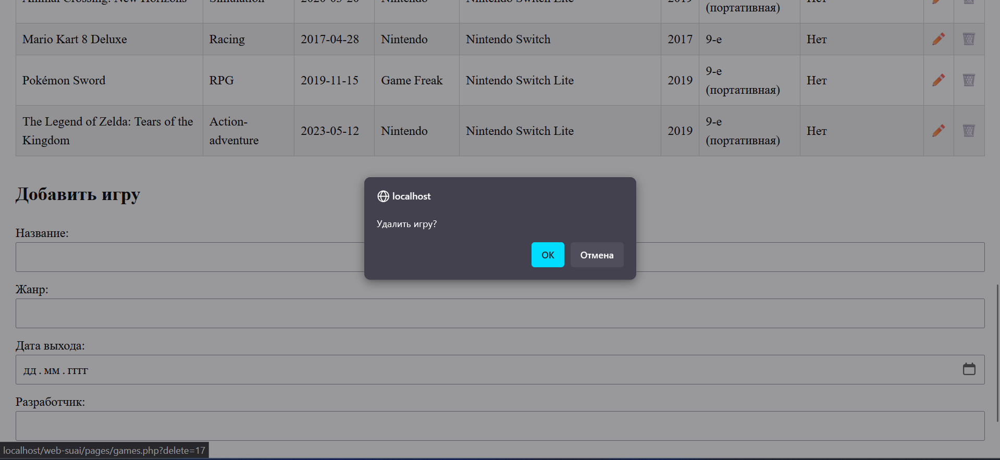 Animal Crossing: New Horizons Simulation 2020-03-20 Nintendo Nintendo Switch Lite 2019 (портативная) Нет
Mario Kart 8 Deluxe Racing 2017-04-28 Nintendo Nintendo Switch 2017 9-е Нет
Pokémon Sword RPG 2019-11-15 Game Freak Nintendo Switch Lite 2019 9-е
(портативная) Нет
The Legend of Zelda: Tears of the
Kingdom Action-
adventure 2023-05-12 Nintendo Nintendo Switch Lite 2019 9-е
(портативная) Нет
localhost
Удалить игру?
OK Отмена
Добавить игру
Название:
Жанр:
Дата выхода:
дд . мм . гггг
Разработчик:
localhost/web-suai/pages/games.php?delete=17